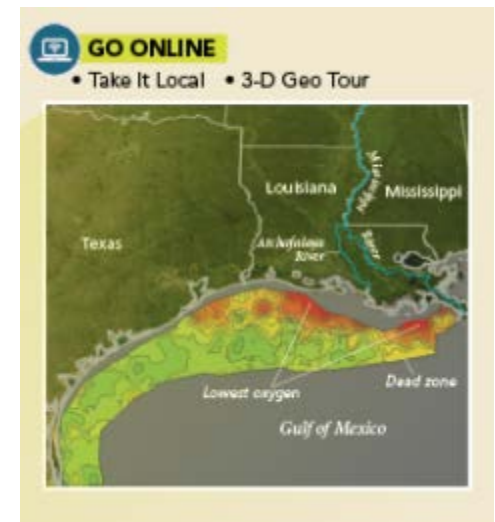 GO ONLINE
• Take It Local • 3-D Geo Tour
Louisiana
Mississippi
Mississippi
River
Texas
Atchafalaya
River
Lowest oxygen
Dead zone
Gulf of Mexico